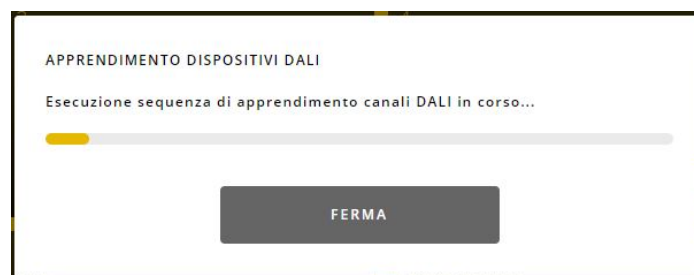 APPRENDIMENTO DISPOSITIVI DALI
Esecuzione sequenza di apprendimento canali DALI in corso...
FERMA